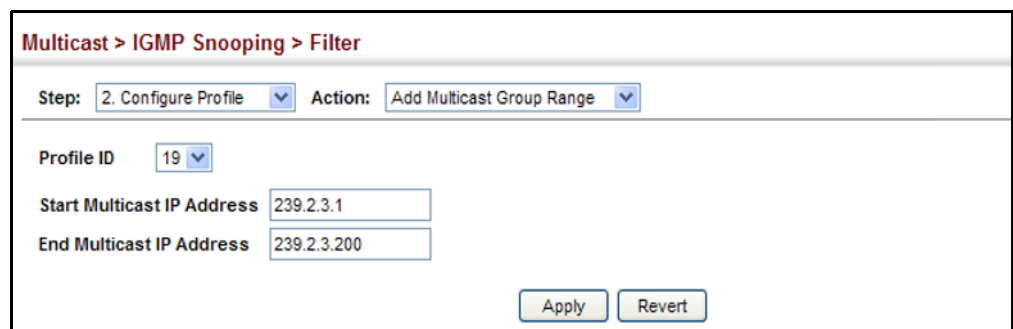 Multicast > IGMP Snooping > Filter
Step: 2. Configure Profile Action: Add Multicast Group Range
Profile ID 19
Start Multicast IP Address 239.2.3.1
End Multicast IP Address 239.2.3.200
Apply Revert